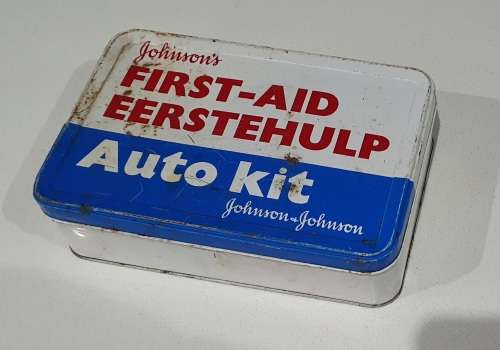 Johnson's
FIRST-AID
EERSTEHULP
Auto kit
Johnson & Johnson